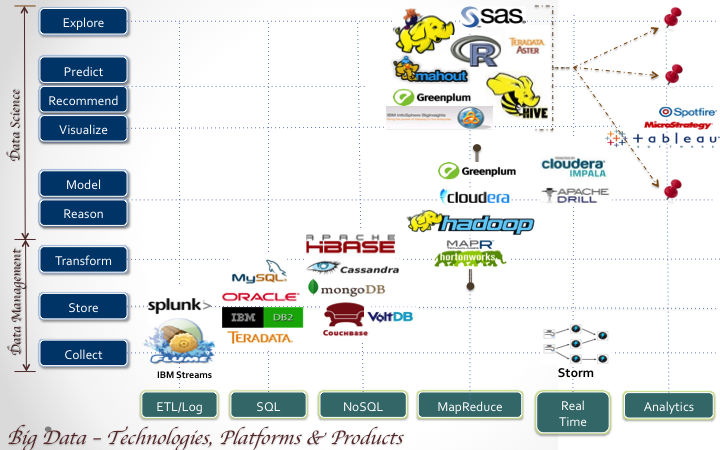 Explore
Predict
Recommend
Visualize
Model
Reason
Transform
Store
Collect
Data Science
Data Management
sas
R
TERADATA
ASTER
mahout
Greenplum
IBM InfoSphere BigInsights
HIVE
Spotfire
MicroStrategy
+ableau
Greenplum
cloudera
IMPALA
cloudera
APACHE
DRILL
hadoop
MAPR
hortonworks
APACHE
HBASE
Cassandra
mongoDB
COUCHBASE
VoltDB
MySQL
ORACLE
IBM DB2
TERADATA
splunk>
FLUME
IBM Streams
Storm
ETL/Log
SQL
NoSQL
MapReduce
Real
Time
Analytics
Big Data – Technologies, Platforms & Products